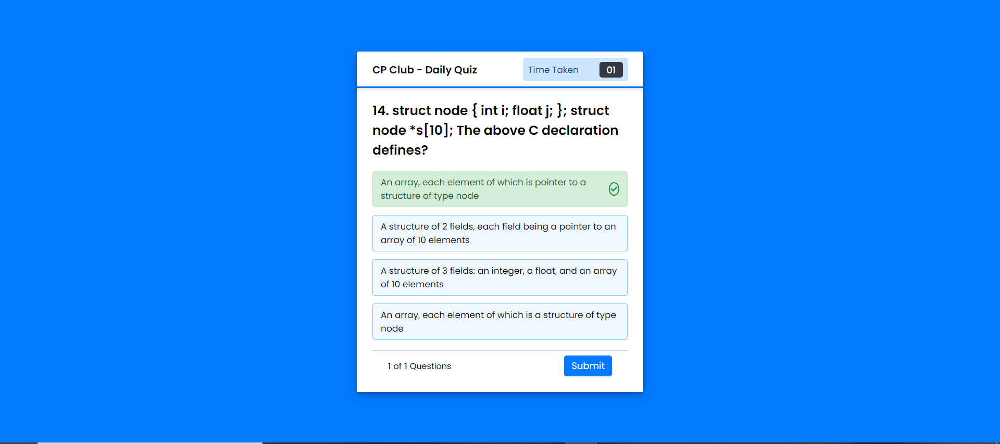 CP Club - Daily Quiz
Time Taken 01
14. struct node { int i; float j; }; struct
node *s[10]; The above C declaration
defines?
An array, each element of which is pointer to a
structure of type node
A structure of 2 fields, each field being a pointer to an
array of 10 elements
A structure of 3 fields: an integer, a float, and an array
of 10 elements
An array, each element of which is a structure of type
node
1 of 1 Questions
Submit